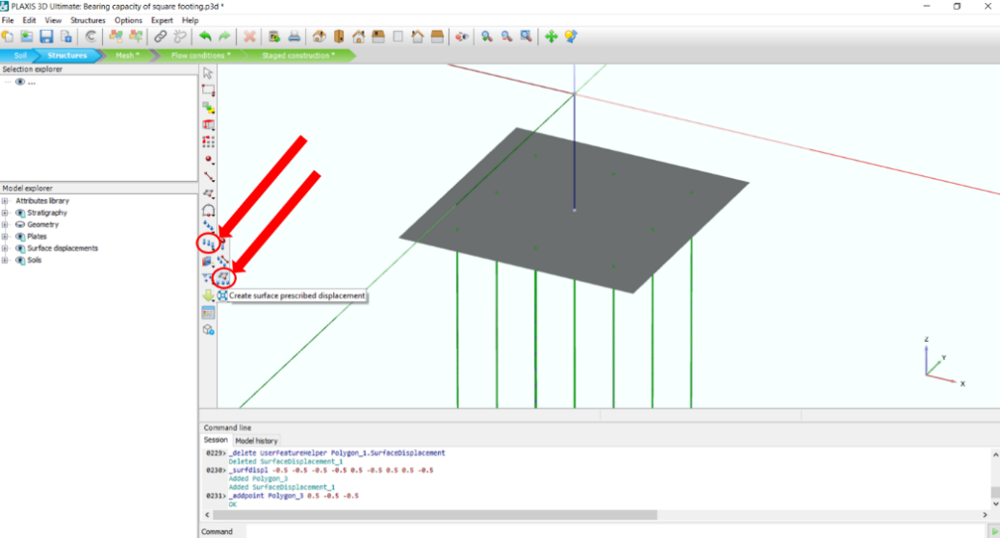 PLAXIS 3D Ultimate: Bearing capacity of square footing.p3d *
File Edit View Structures Options Expert Help
Soil Structures Mesh * Flow conditions * Staged construction *
Selection explorer
...
Model explorer
Attributes library
Stratigraphy
Geometry
Plates
Surface displacements
Soils
Create surface prescribed displacement
Z
Y
X
Command line
Session Model history
0229> _delete UserFeatureHelper Polygon_1.SurfaceDisplacement
Deleted SurfaceDisplacement_1
0230> _surfdispl -0.5 -0.5 -0.5 -0.5 0.5 -0.5 0.5 0.5 -0.5
Added Polygon_3
Added SurfaceDisplacement_1
0231> _addpoint Polygon_3 0.5 -0.5 -0.5
OK
Command